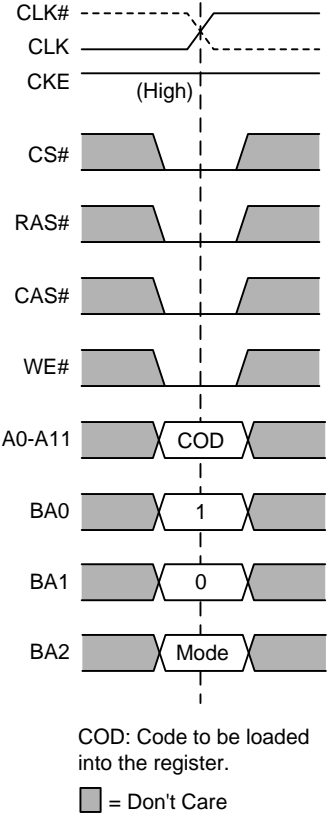 CLK#
CLK
CKE
(High)
CS#
RAS#
CAS#
WE#
A0-A11 COD
BA0 1
BA1 0
BA2 Mode
COD: Code to be loaded
into the register.
= Don't Care